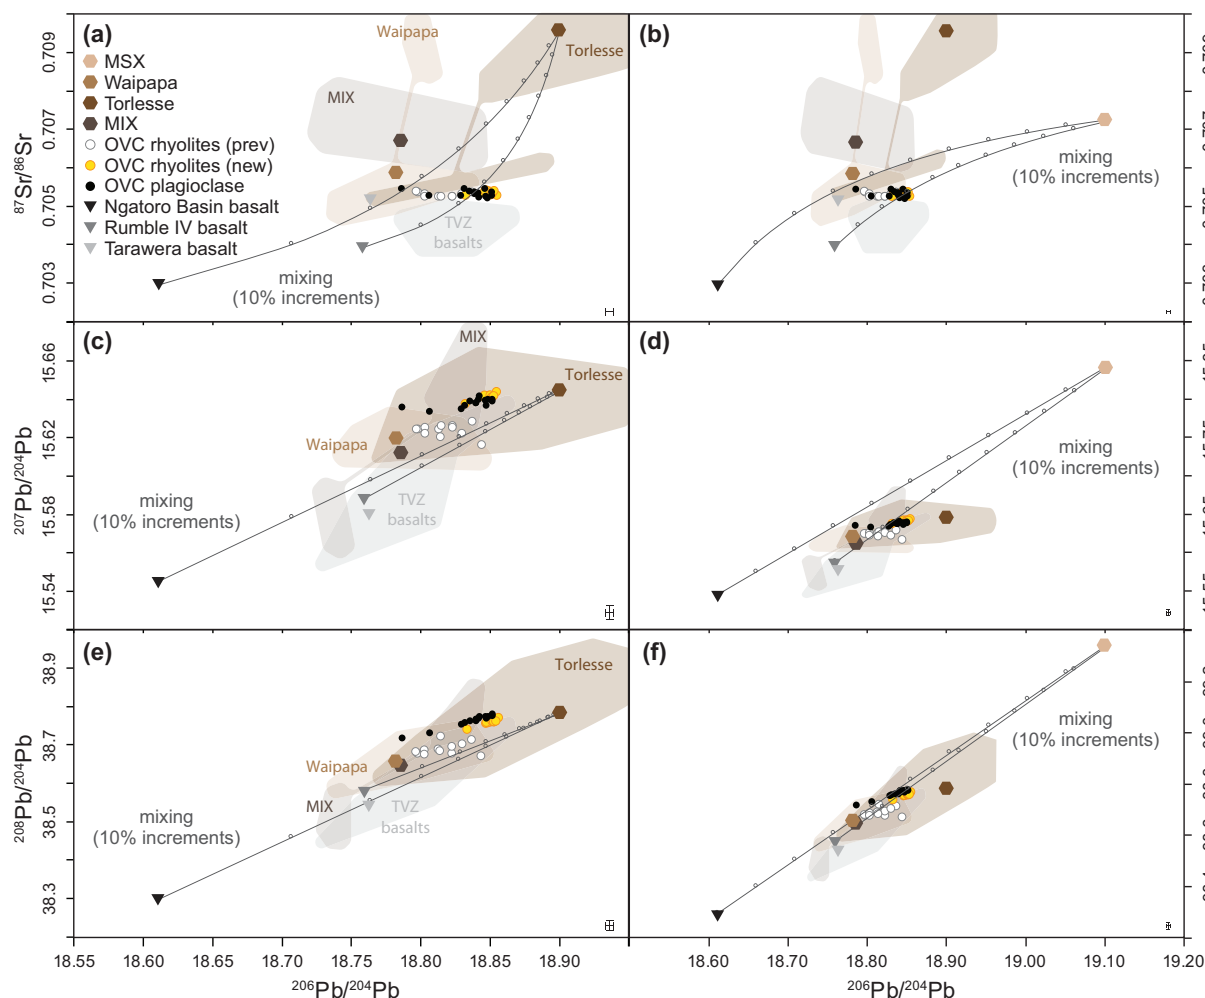 (a)
Waipapa
Torlesse
MIX
MSX
Waipapa
Torlesse
MIX
OVC rhyolites (prev)
OVC rhyolites (new)
OVC plagioclase
Ngatoro Basin basalt
Rumble IV basalt
Tarawera basalt
TVZ
basalts
mixing
(10% increments)
87Sr/86Sr
0.709
0.707
0.705
0.703
(b)
mixing
(10% increments)
(c)
MIX
Torlesse
Waipapa
TVZ
basalts
mixing
(10% increments)
207Pb/204Pb
15.66
15.62
15.58
15.54
(d)
mixing
(10% increments)
(e)
Torlesse
Waipapa
MIX
TVZ
basalts
mixing
(10% increments)
208Pb/204Pb
38.9
38.7
38.5
38.3
(f)
mixing
(10% increments)
18.55 18.60 18.65 18.70 18.75 18.80 18.85 18.90
18.60 18.70 18.80 18.90 19.00 19.10 19.20
206Pb/204Pb
206Pb/204Pb